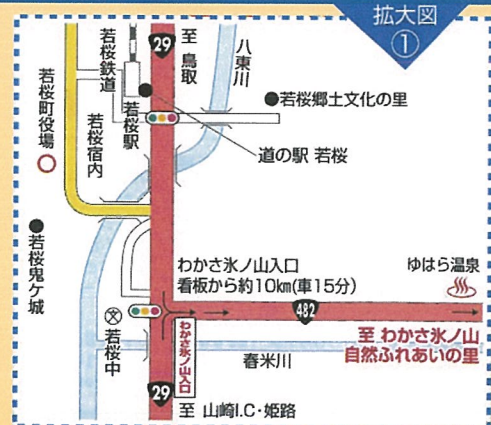 拡大図
①
29
至 鳥取
八東川
若桜鉄道
若桜駅
若桜郷土文化の里
若桜町役場
若桜宿内
道の駅 若桜
若桜鬼ケ城
わかさ氷ノ山入口
看板から約10km(車15分)
ゆはら温泉
482
至 わかさ氷ノ山
自然ふれあいの里
若桜中
わかさ氷ノ山入口
春米川
29
至 山崎I.C・姫路